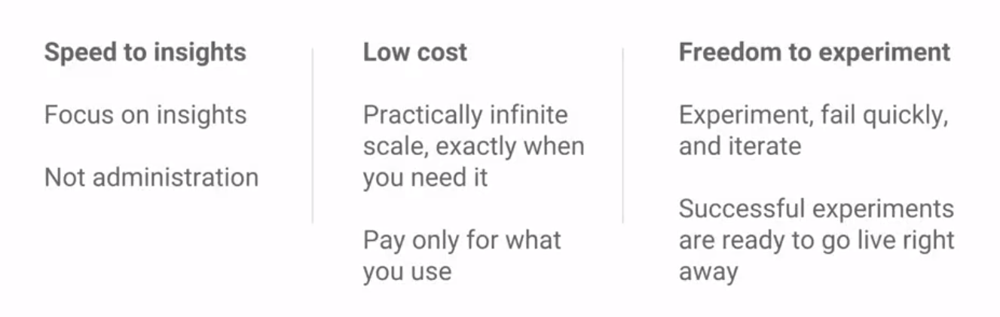 Speed to insights
Focus on insights
Not administration
Low cost
Practically infinite
scale, exactly when
you need it
Pay only for what
you use
Freedom to experiment
Experiment, fail quickly,
and iterate
Successful experiments
are ready to go live right
away